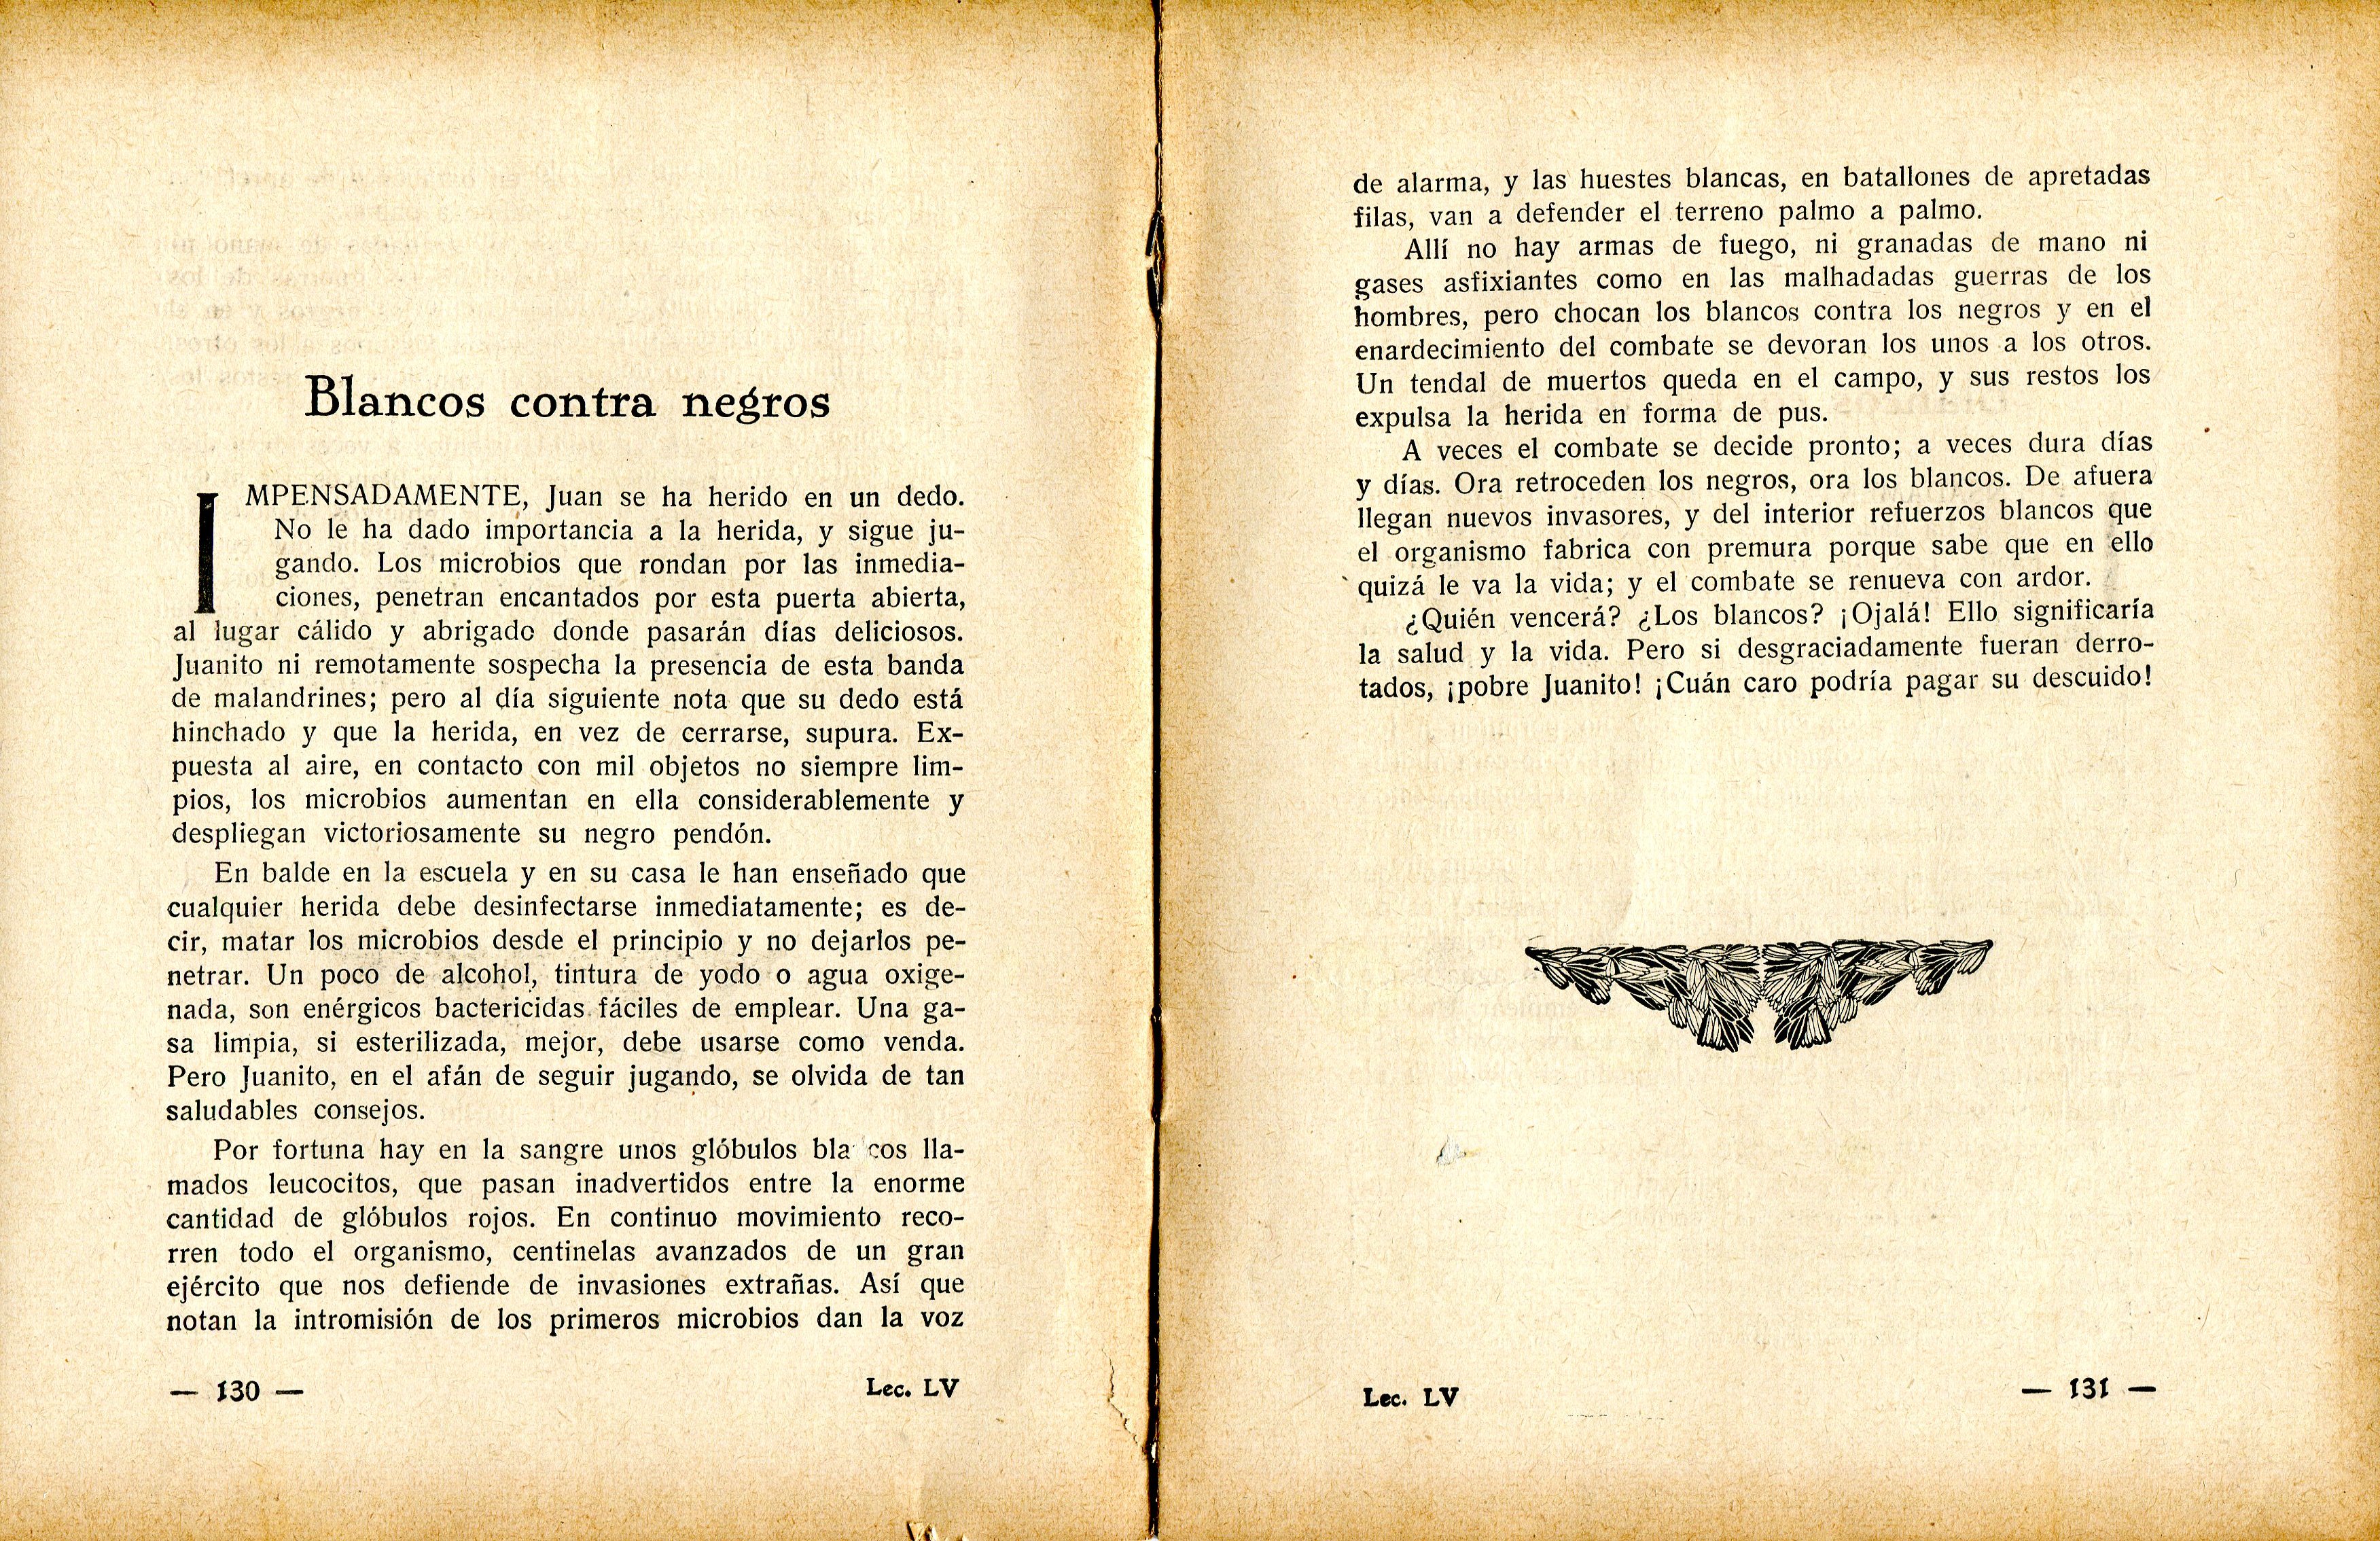 Blancos contra negros
IMPENSADAMENTE, Juan se ha herido en un dedo.
No le ha dado importancia a la herida, y sigue ju-
gando. Los microbios que rondan por las inmedia-
ciones, penetran encantados por esta puerta abierta,
al lugar cálido y abrigado donde pasarán días deliciosos.
Juanito ni remotamente sospecha la presencia de esta banda
de malandrines; pero al día siguiente nota que su dedo está
hinchado y que la herida, en vez de cerrarse, supura. Ex-
puesta al aire, en contacto con mil objetos no siempre lim-
pios, los microbios aumentan en ella considerablemente y
despliegan victoriosamente su negro pendón.
En balde en la escuela y en su casa le han enseñado que
cualquier herida debe desinfectarse inmediatamente; es de-
cir, matar los microbios desde el principio y no dejarlos pe-
netrar. Un poco de alcohol, tintura de yodo o agua oxige-
nada, son enérgicos bactericidas fáciles de emplear. Una ga-
sa limpia, si esterilizada, mejor, debe usarse como venda.
Pero Juanito, en el afán de seguir jugando, se olvida de tan
saludables consejos.
Por fortuna hay en la sangre unos glóbulos bla cos lla-
mados leucocitos, que pasan inadvertidos entre la enorme
cantidad de glóbulos rojos. En continuo movimiento reco-
rren todo el organismo, centinelas avanzados de un gran
ejército que nos defiende de invasiones extrañas. Así que
notan la intromisión de los primeros microbios dan la voz
— 130 —
Lec. LV
de alarma, y las huestes blancas, en batallones de apretadas
filas, van a defender el terreno palmo a palmo.
Allí no hay armas de fuego, ni granadas de mano ni
gases asfixiantes como en las malhadadas guerras de los
hombres, pero chocan los blancos contra los negros y en el
enardecimiento del combate se devoran los unos a los otros.
Un tendal de muertos queda en el campo, y sus restos los
expulsa la herida en forma de pus.
A veces el combate se decide pronto; a veces dura días
y días. Ora retroceden los negros, ora los blancos. De afuera
llegan nuevos invasores, y del interior refuerzos blancos que
el organismo fabrica con premura porque sabe que en ello
quizá le va la vida; y el combate se renueva con ardor.
¿Quién vencerá? ¿Los blancos? ¡Ojalá! Ello significaría
la salud y la vida. Pero si desgraciadamente fueran derro-
tados, ¡pobre Juanito! ¡Cuán caro podría pagar su descuido!
Lec. LV
— 131 —